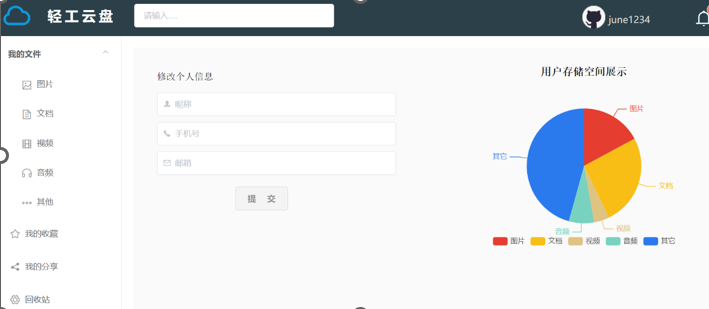 轻工云盘
请输入....
june1234
我的文件
图片
文档
视频
音频
其他
我的收藏
我的分享
回收站
修改个人信息
昵称
手机号
邮箱
提 交
用户存储空间展示
图片
其它
文档
音频
视频
图片 文档 视频 音频 其它